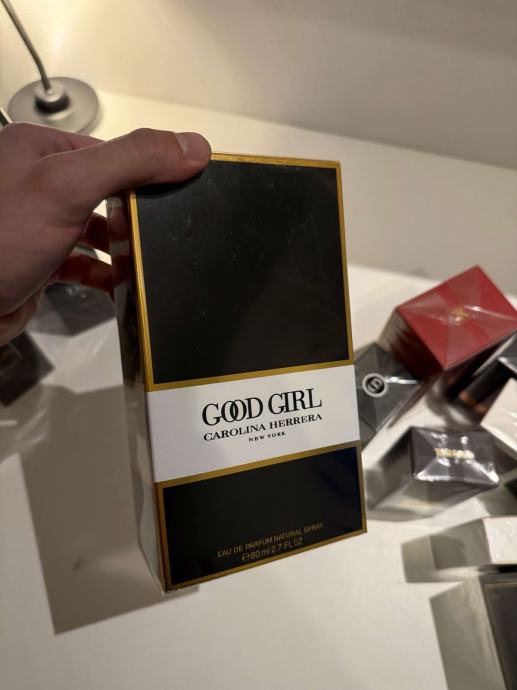 GOOD GIRL
CAROLINA HERRERA
NEW YORK
EAU DE PARFUM NATURAL SPRAY
℮80 ml 2.7 FL OZ